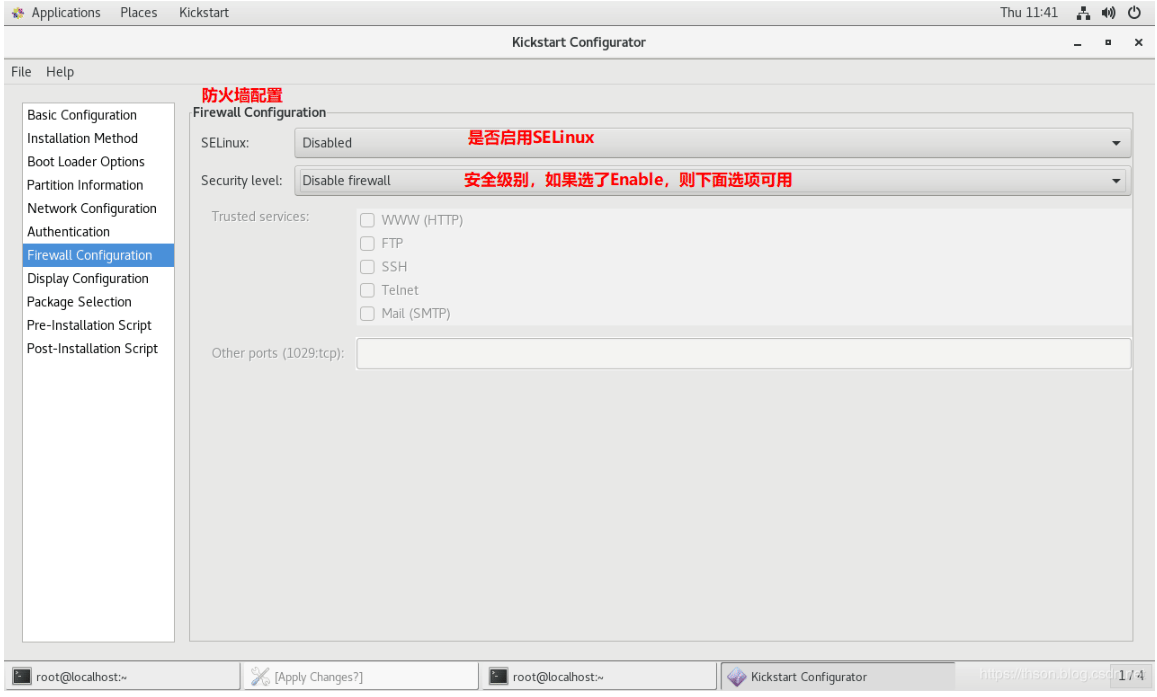 Applications Places Kickstart Thu 11:41
Kickstart Configurator
File Help
防火墙配置
Basic Configuration
Installation Method
Boot Loader Options
Partition Information
Network Configuration
Authentication
Firewall Configuration
Display Configuration
Package Selection
Pre-Installation Script
Post-Installation Script
Firewall Configuration
SELinux: Disabled 是否启用SELinux
Security level: Disable firewall 安全级别，如果选了Enable，则下面选项可用
Trusted services:
WWW (HTTP)
FTP
SSH
Telnet
Mail (SMTP)
Other ports (1029:tcp):
root@localhost:~ [Apply Changes?] root@localhost:~ Kickstart Configurator 1 / 4